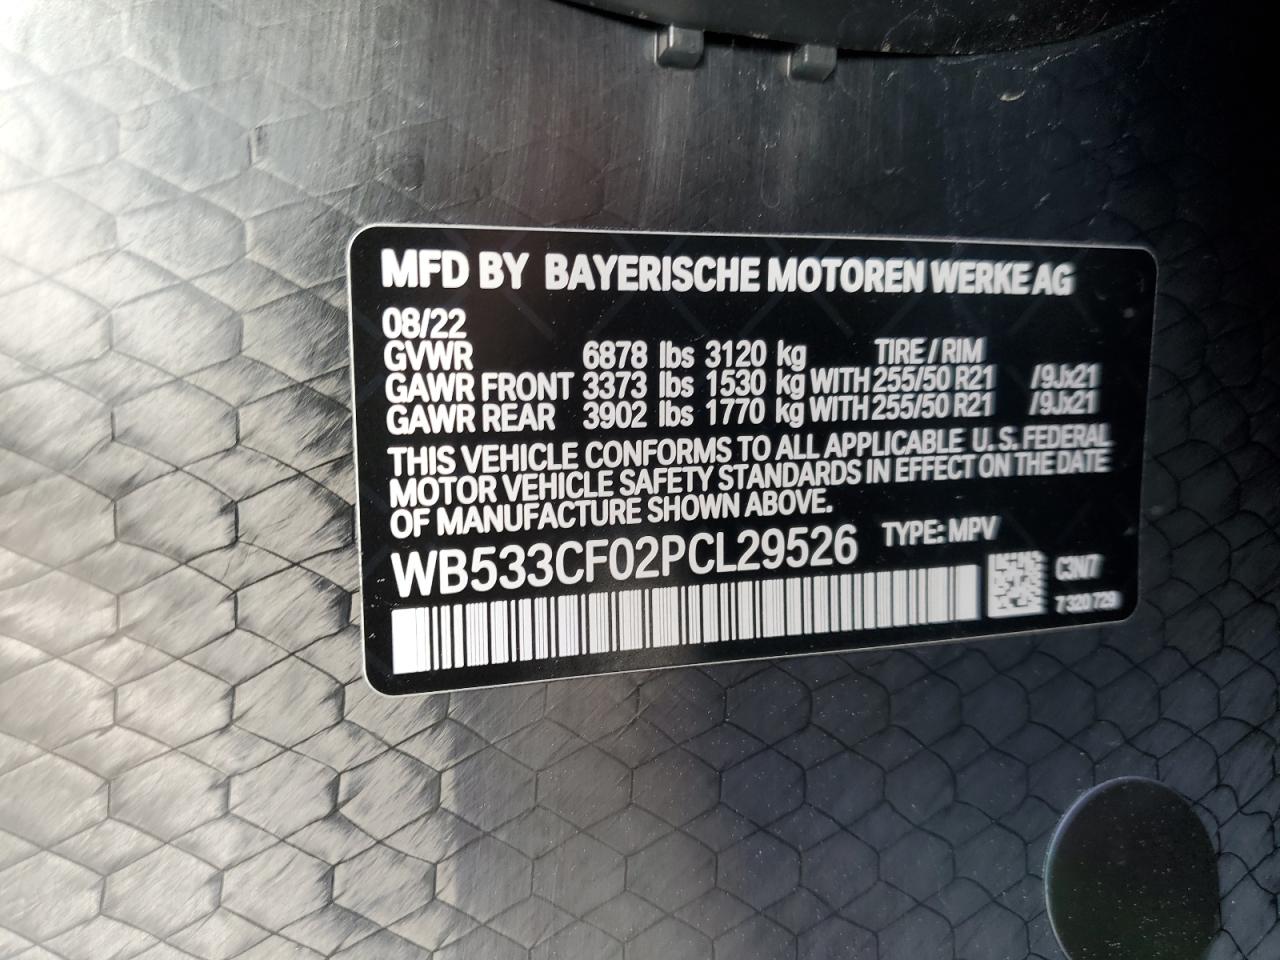 MFD BY BAYERISCHE MOTOREN WERKE AG
08/22
GVWR 6878 lbs 3120 kg TIRE / RIM
GAWR FRONT 3373 lbs 1530 kg WITH 255/50 R21 /9Jx21
GAWR REAR 3902 lbs 1770 kg WITH 255/50 R21 /9Jx21
THIS VEHICLE CONFORMS TO ALL APPLICABLE U. S. FEDERAL
MOTOR VEHICLE SAFETY STANDARDS IN EFFECT ON THE DATE
OF MANUFACTURE SHOWN ABOVE.
WB533CF02PCL29526 TYPE: MPV
C3N7
7 320 729